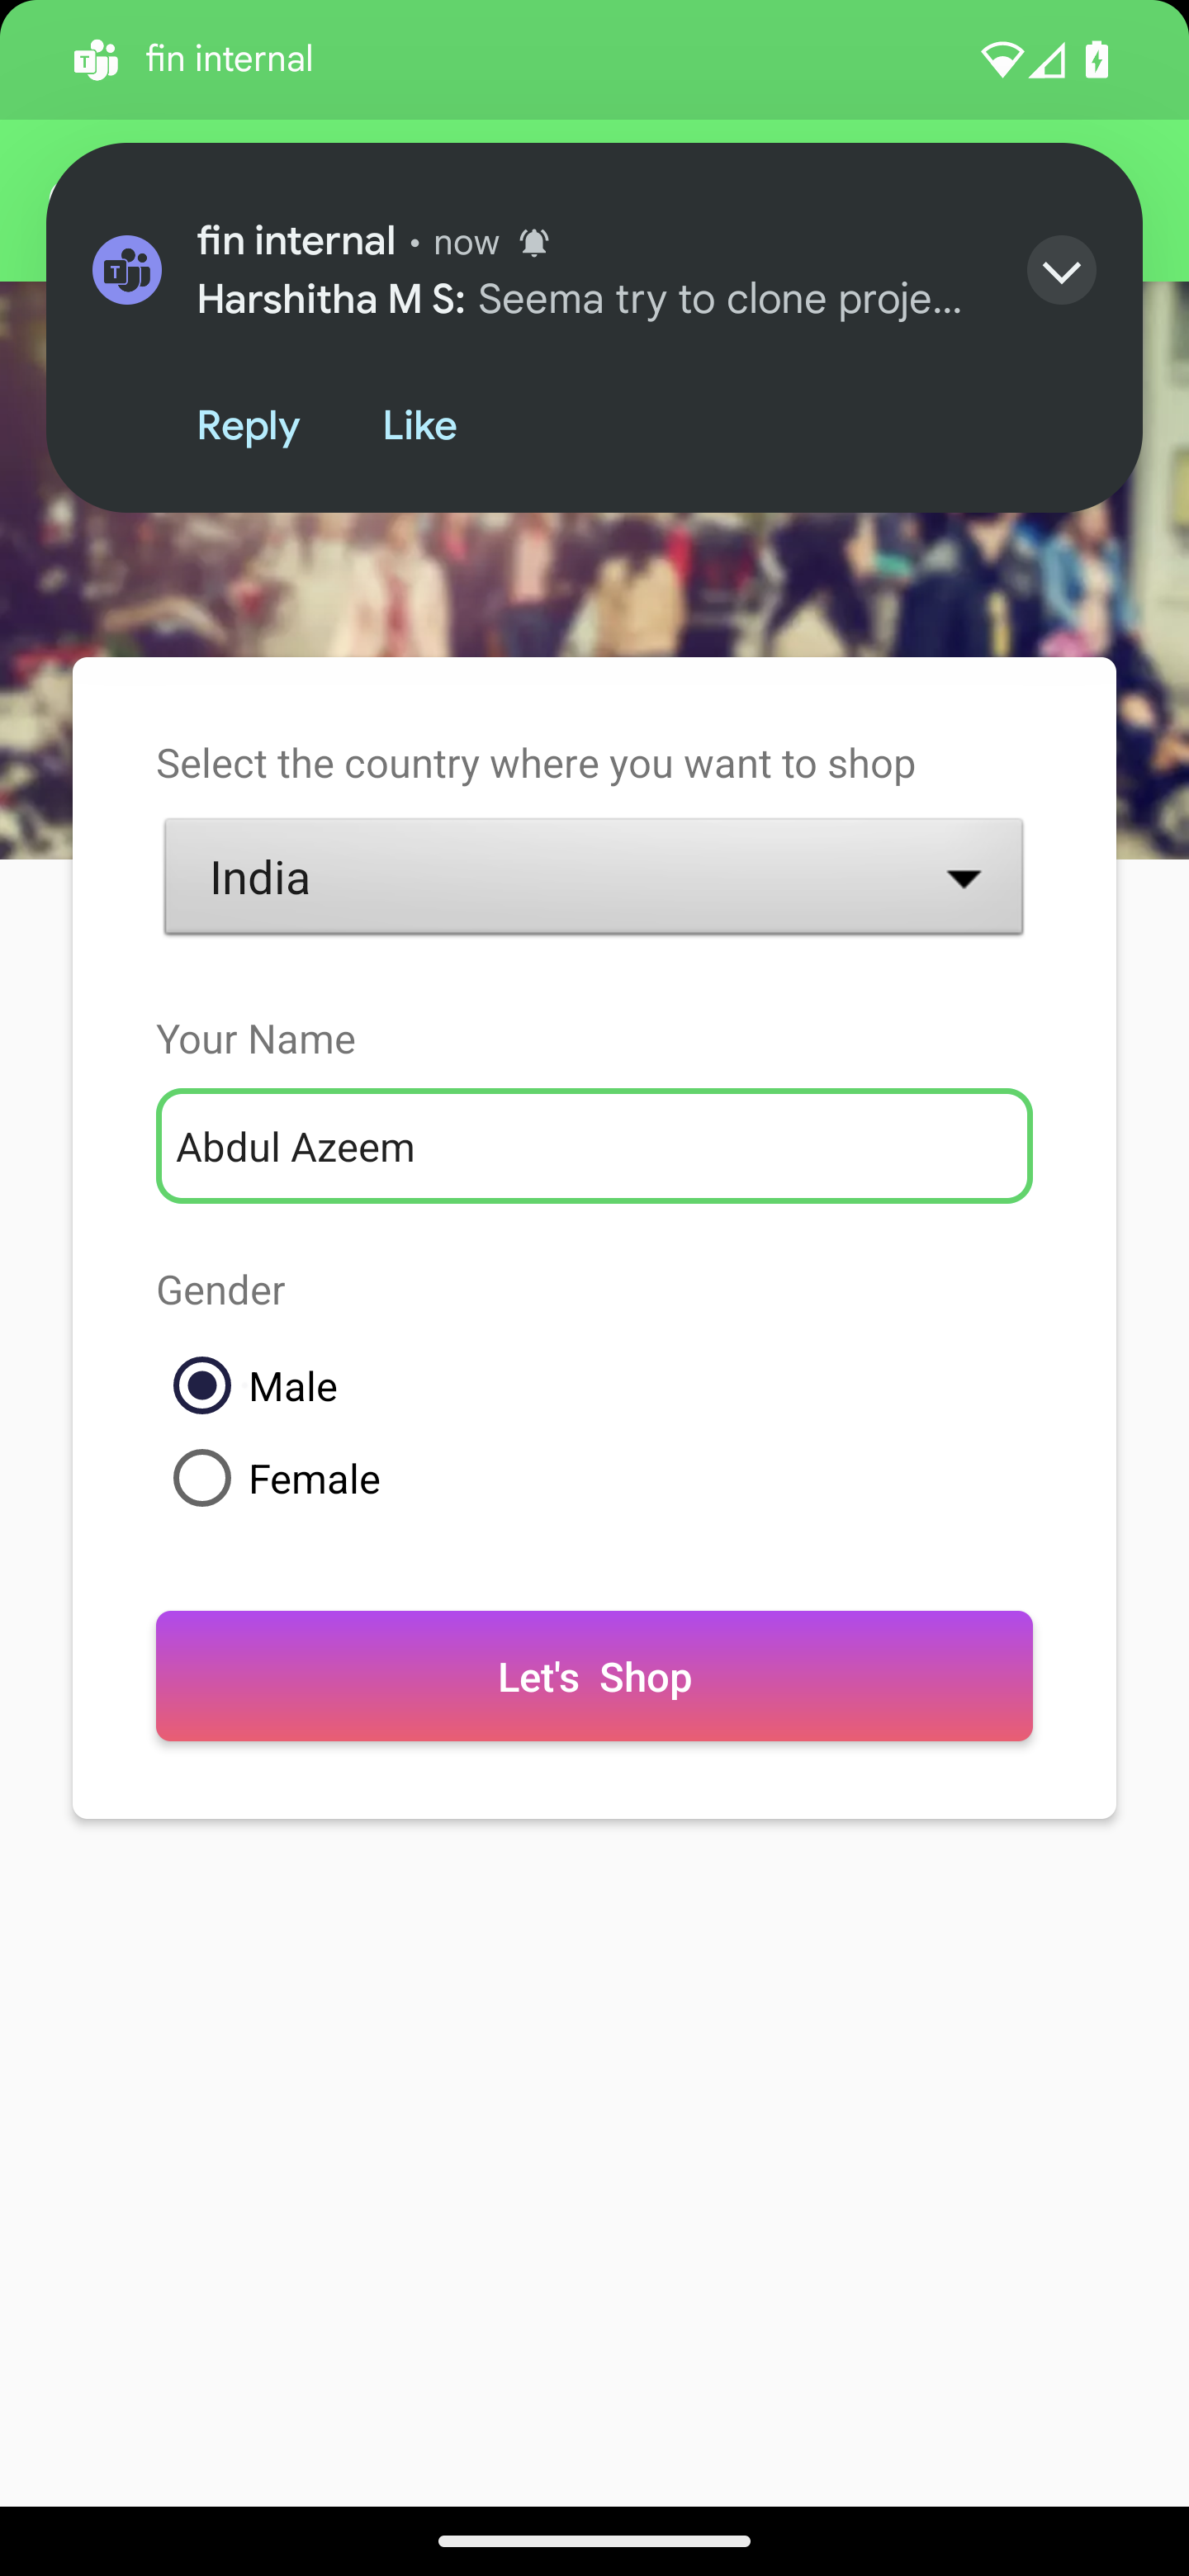 fin internal
fin internal • now
Harshitha M S: Seema try to clone proje...
Reply Like
Select the country where you want to shop
India
Your Name
Abdul Azeem
Gender
Male
Female
Let's Shop